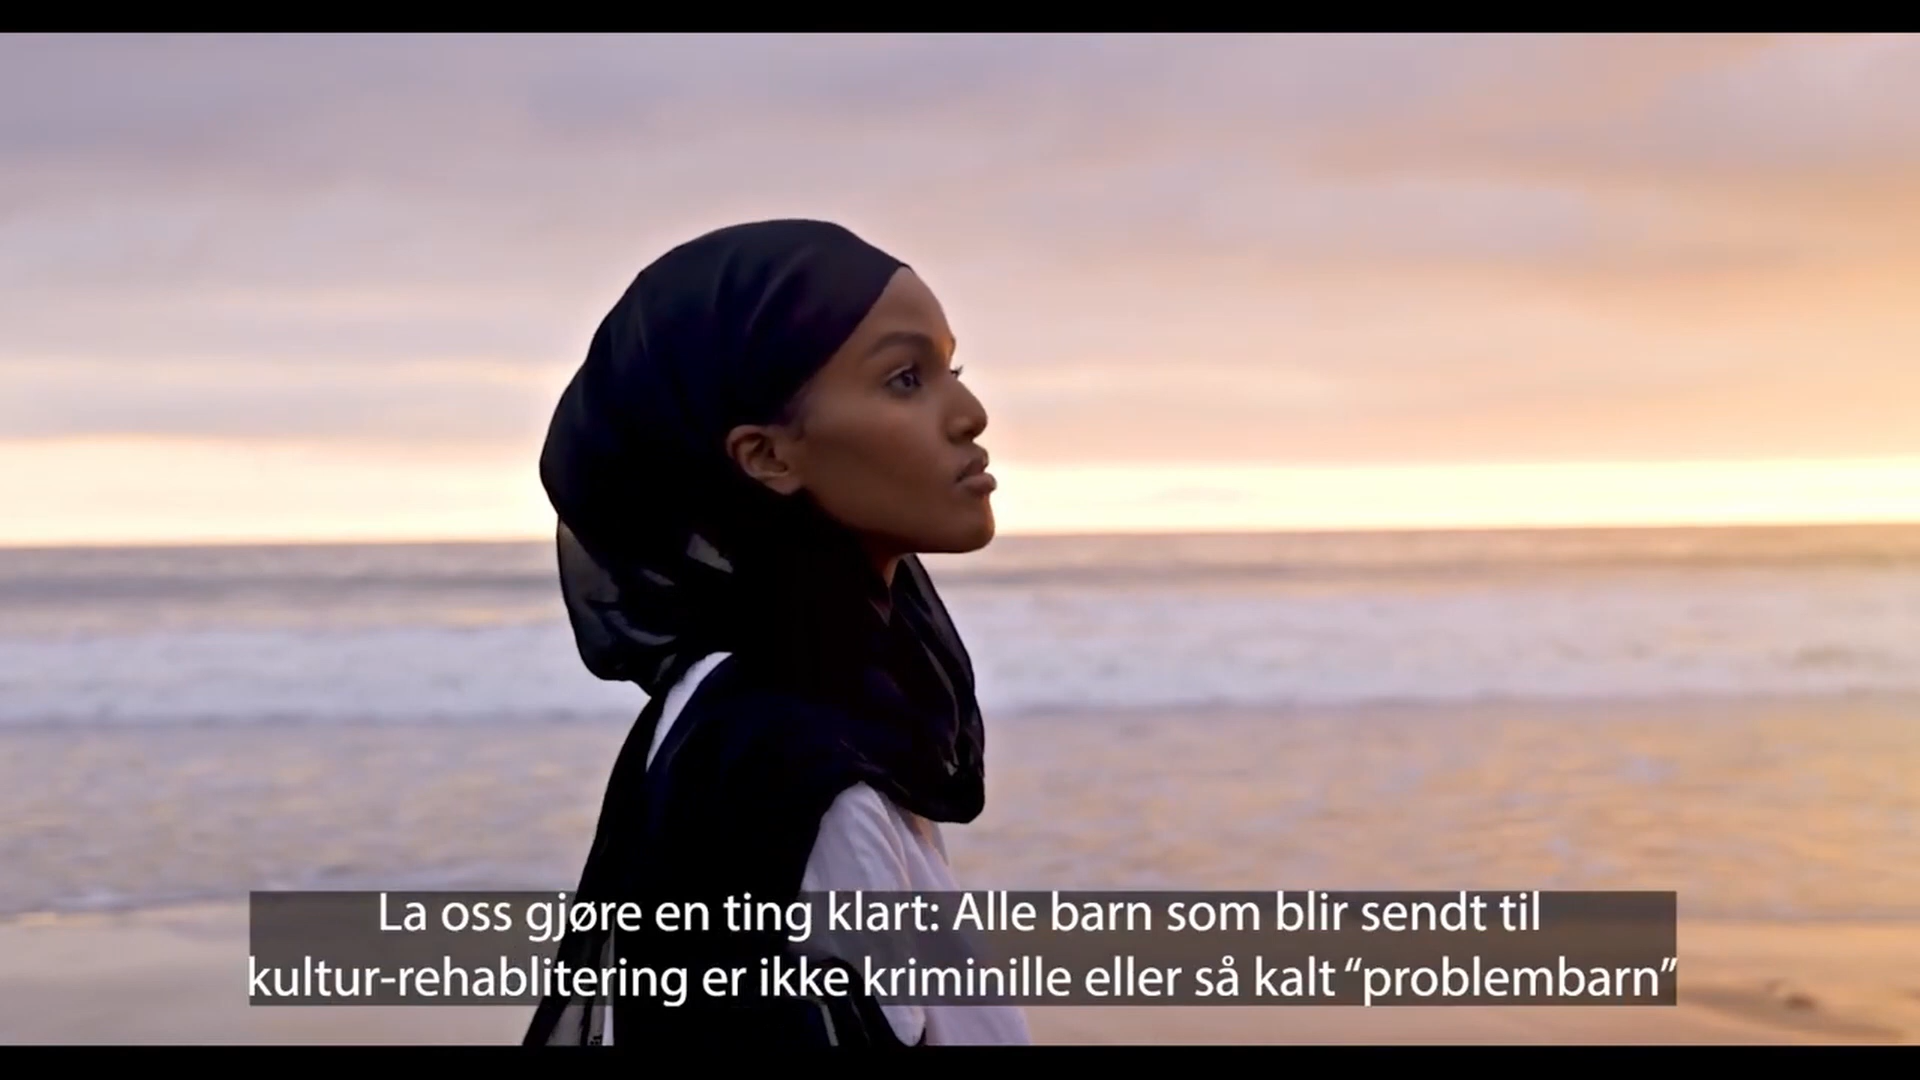 La oss gjøre en ting klart: Alle barn som blir sendt til
kultur-rehablitering er ikke kriminille eller så kalt “problembarn”